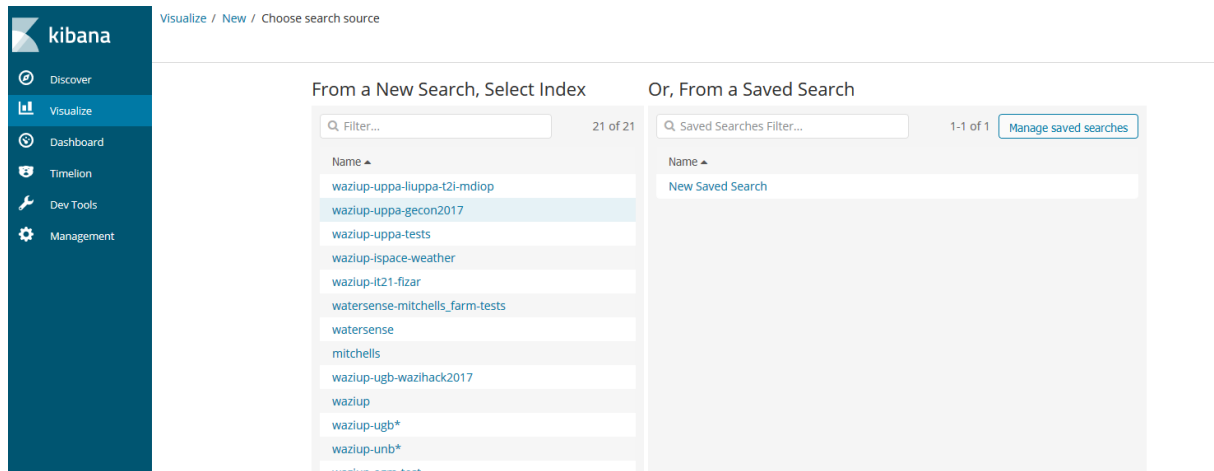 kibana
Discover
Visualize
Dashboard
Timelion
Dev Tools
Management
Visualize / New / Choose search source
From a New Search, Select Index
Filter... 21 of 21
Name
waziup-uppa-liuppa-t2i-mdiop
waziup-uppa-gecon2017
waziup-uppa-tests
waziup-ispace-weather
waziup-it21-fizar
watersense-mitchells_farm-tests
watersense
mitchells
waziup-ugb-wazihack2017
waziup
waziup-ugb*
waziup-unb*
Or, From a Saved Search
Saved Searches Filter... 1-1 of 1 Manage saved searches
Name
New Saved Search